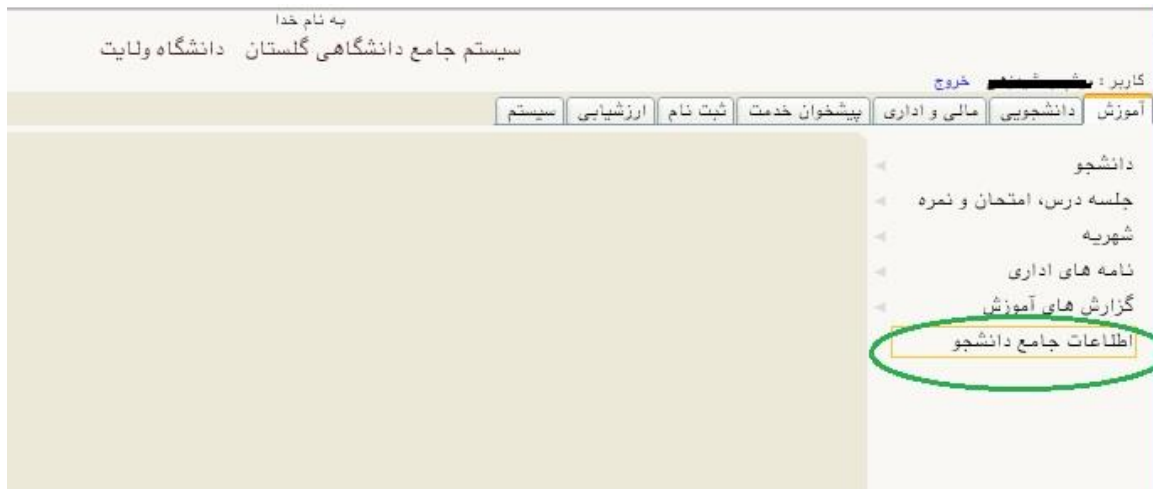 به نام خدا
سیستم جامع دانشگاهی گلستان دانشگاه ولایت
کاربر : خروج
آموزش دانشجویی مالی و اداری پیشخوان خدمت ثبت نام ارزشیابی سیستم
دانشجو
جلسه درس، امتحان و نمره
شهریه
نامه های اداری
گزارش های آموزش
اطلاعات جامع دانشجو